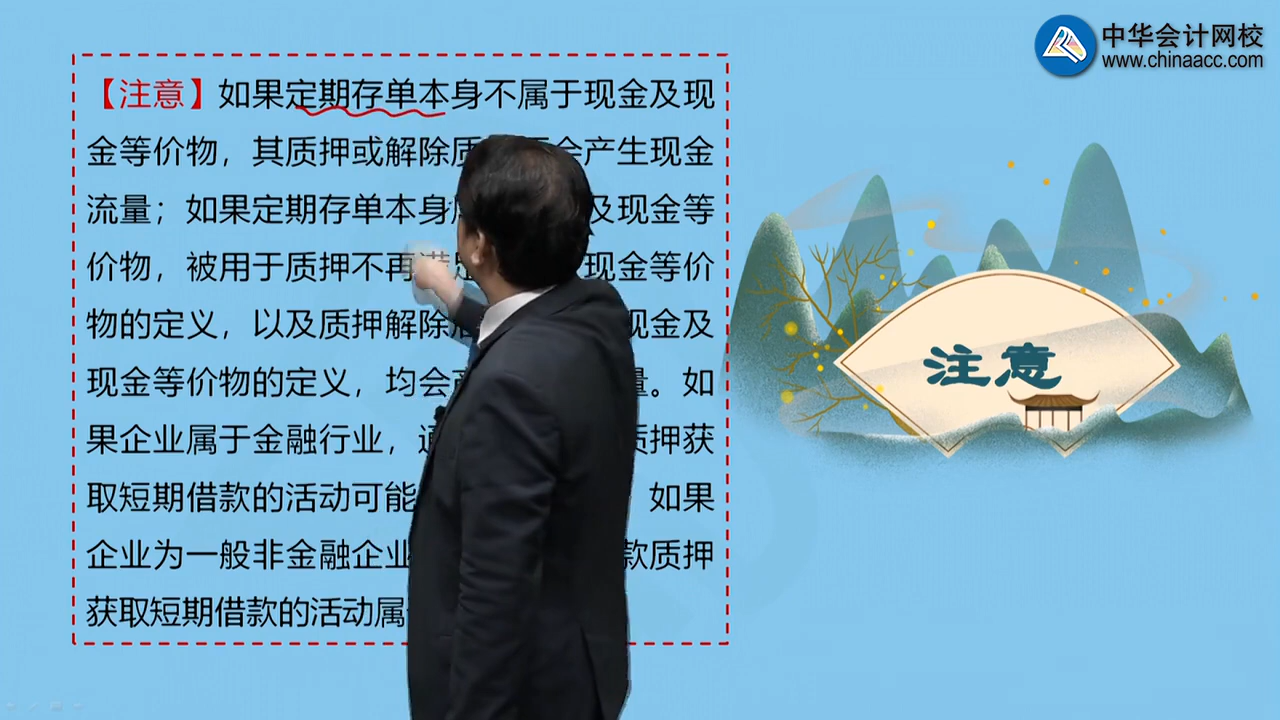 中华会计网校
www.chinaacc.com
【注意】如果定期存单本身不属于现金及现
金等价物，其质押或解除质 会产生现金
流量；如果定期存单本身 及现金等
价物，被用于质押不再满足 现金等价
物的定义，以及质押解除后 现金及
现金等价物的定义，均会产 量。如
果企业属于金融行业，通 质押获
取短期借款的活动可能 如果
企业为一般非金融企业 款质押
获取短期借款的活动属
注意